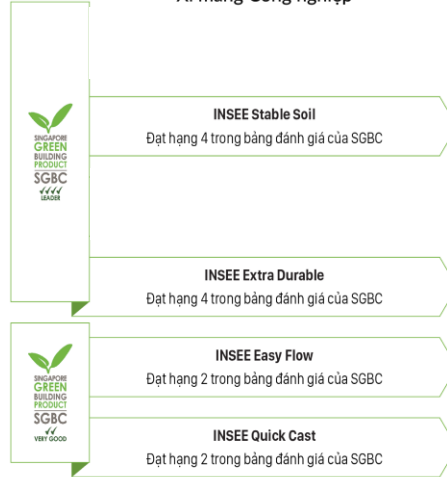 Xi măng Công nghiệp
SINGAPORE
GREEN
BUILDING
PRODUCT
SGBC
LEADER
INSEE Stable Soil
Đạt hạng 4 trong bảng đánh giá của SGBC
INSEE Extra Durable
Đạt hạng 4 trong bảng đánh giá của SGBC
SINGAPORE
GREEN
BUILDING
PRODUCT
SGBC
VERY GOOD
INSEE Easy Flow
Đạt hạng 2 trong bảng đánh giá của SGBC
INSEE Quick Cast
Đạt hạng 2 trong bảng đánh giá của SGBC